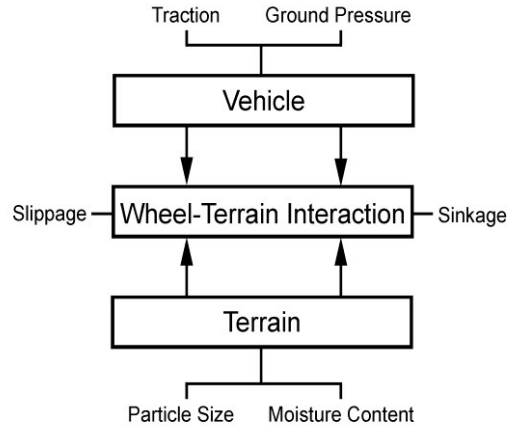 Traction
Ground Pressure
Vehicle
Slippage
Wheel-Terrain Interaction
Sinkage
Terrain
Particle Size
Moisture Content